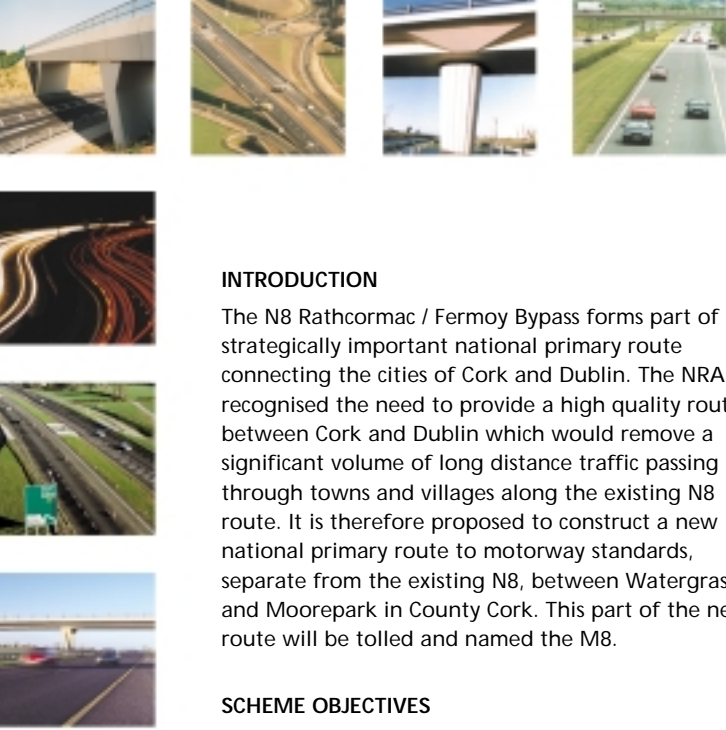 INTRODUCTION
The N8 Rathcormac / Fermoy Bypass forms part of
strategically important national primary route
connecting the cities of Cork and Dublin. The NRA
recognised the need to provide a high quality rout
between Cork and Dublin which would remove a
significant volume of long distance traffic passing
through towns and villages along the existing N8
route. It is therefore proposed to construct a new
national primary route to motorway standards,
separate from the existing N8, between Watergras
and Moorepark in County Cork. This part of the ne
route will be tolled and named the M8.
SCHEME OBJECTIVES